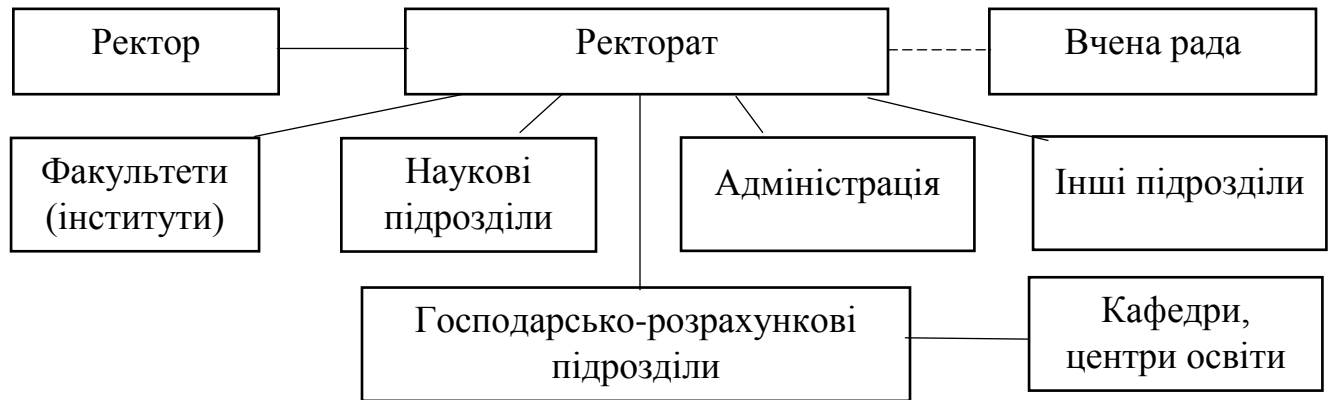 Ректор
Ректорат
Вчена рада
Факультети
(інститути)
Наукові
підрозділи
Адміністрація
Інші підрозділи
Господарсько-розрахункові
підрозділи
Кафедри,
центри освіти